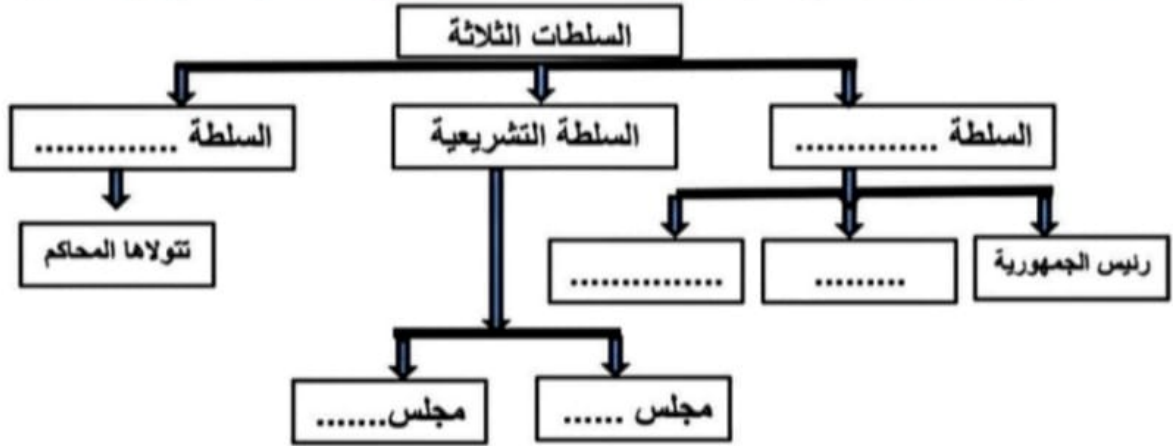 السلطات الثلاثة
السلطة ..............
السلطة التشريعية
السلطة ..............
رئيس الجمهورية
.........
...............
تتولاها المحاكم
مجلس ......
مجلس.......